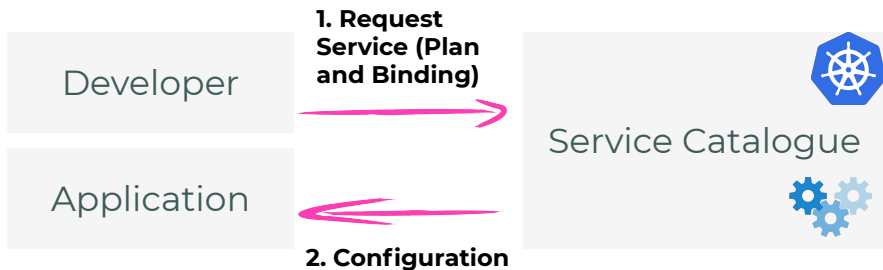 1. Request
Service (Plan
and Binding)
Developer
Service Catalogue
Application
2. Configuration